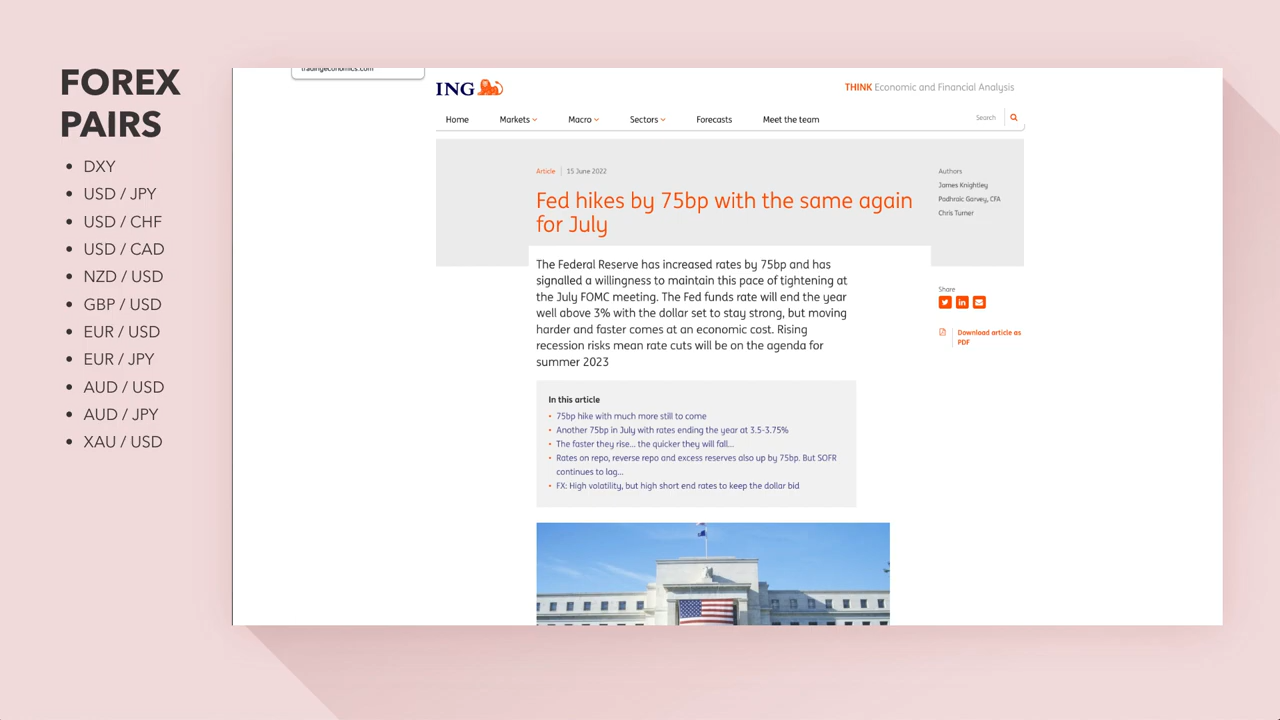 FOREX
PAIRS
• DXY
• USD / JPY
• USD / CHF
• USD / CAD
• NZD / USD
• GBP / USD
• EUR / USD
• EUR / JPY
• AUD / USD
• AUD / JPY
• XAU / USD
tradingeconomics.com
ING
THINK Economic and Financial Analysis
Home Markets Macro Sectors Forecasts Meet the team Search
Article | 15 June 2022
Fed hikes by 75bp with the same again
for July
Authors
James Knightley
Padhraic Garvey, CFA
Chris Turner
The Federal Reserve has increased rates by 75bp and has
signalled a willingness to maintain this pace of tightening at
the July FOMC meeting. The Fed funds rate will end the year
well above 3% with the dollar set to stay strong, but moving
harder and faster comes at an economic cost. Rising
recession risks mean rate cuts will be on the agenda for
summer 2023
Share
Download article as
PDF
In this article
• 75bp hike with much more still to come
• Another 75bp in July with rates ending the year at 3.5-3.75%
• The faster they rise... the quicker they will fall...
• Rates on repo, reverse repo and excess reserves also up by 75bp. But SOFR
continues to lag...
• FX: High volatility, but high short end rates to keep the dollar bid